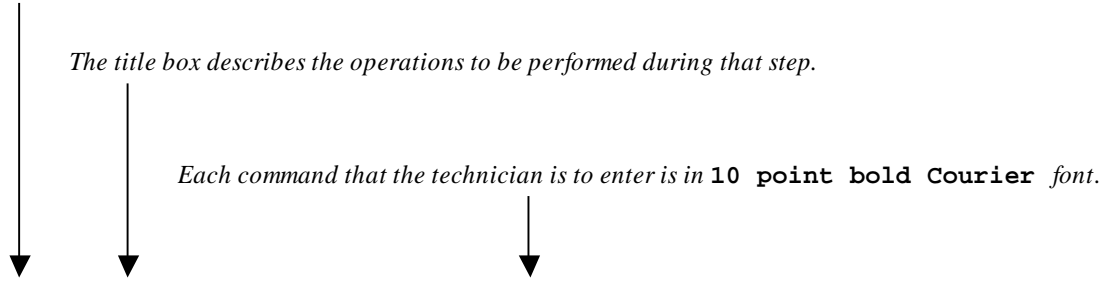 The title box describes the operations to be performed during that step.
Each command that the technician is to enter is in 10 point bold Courier font.